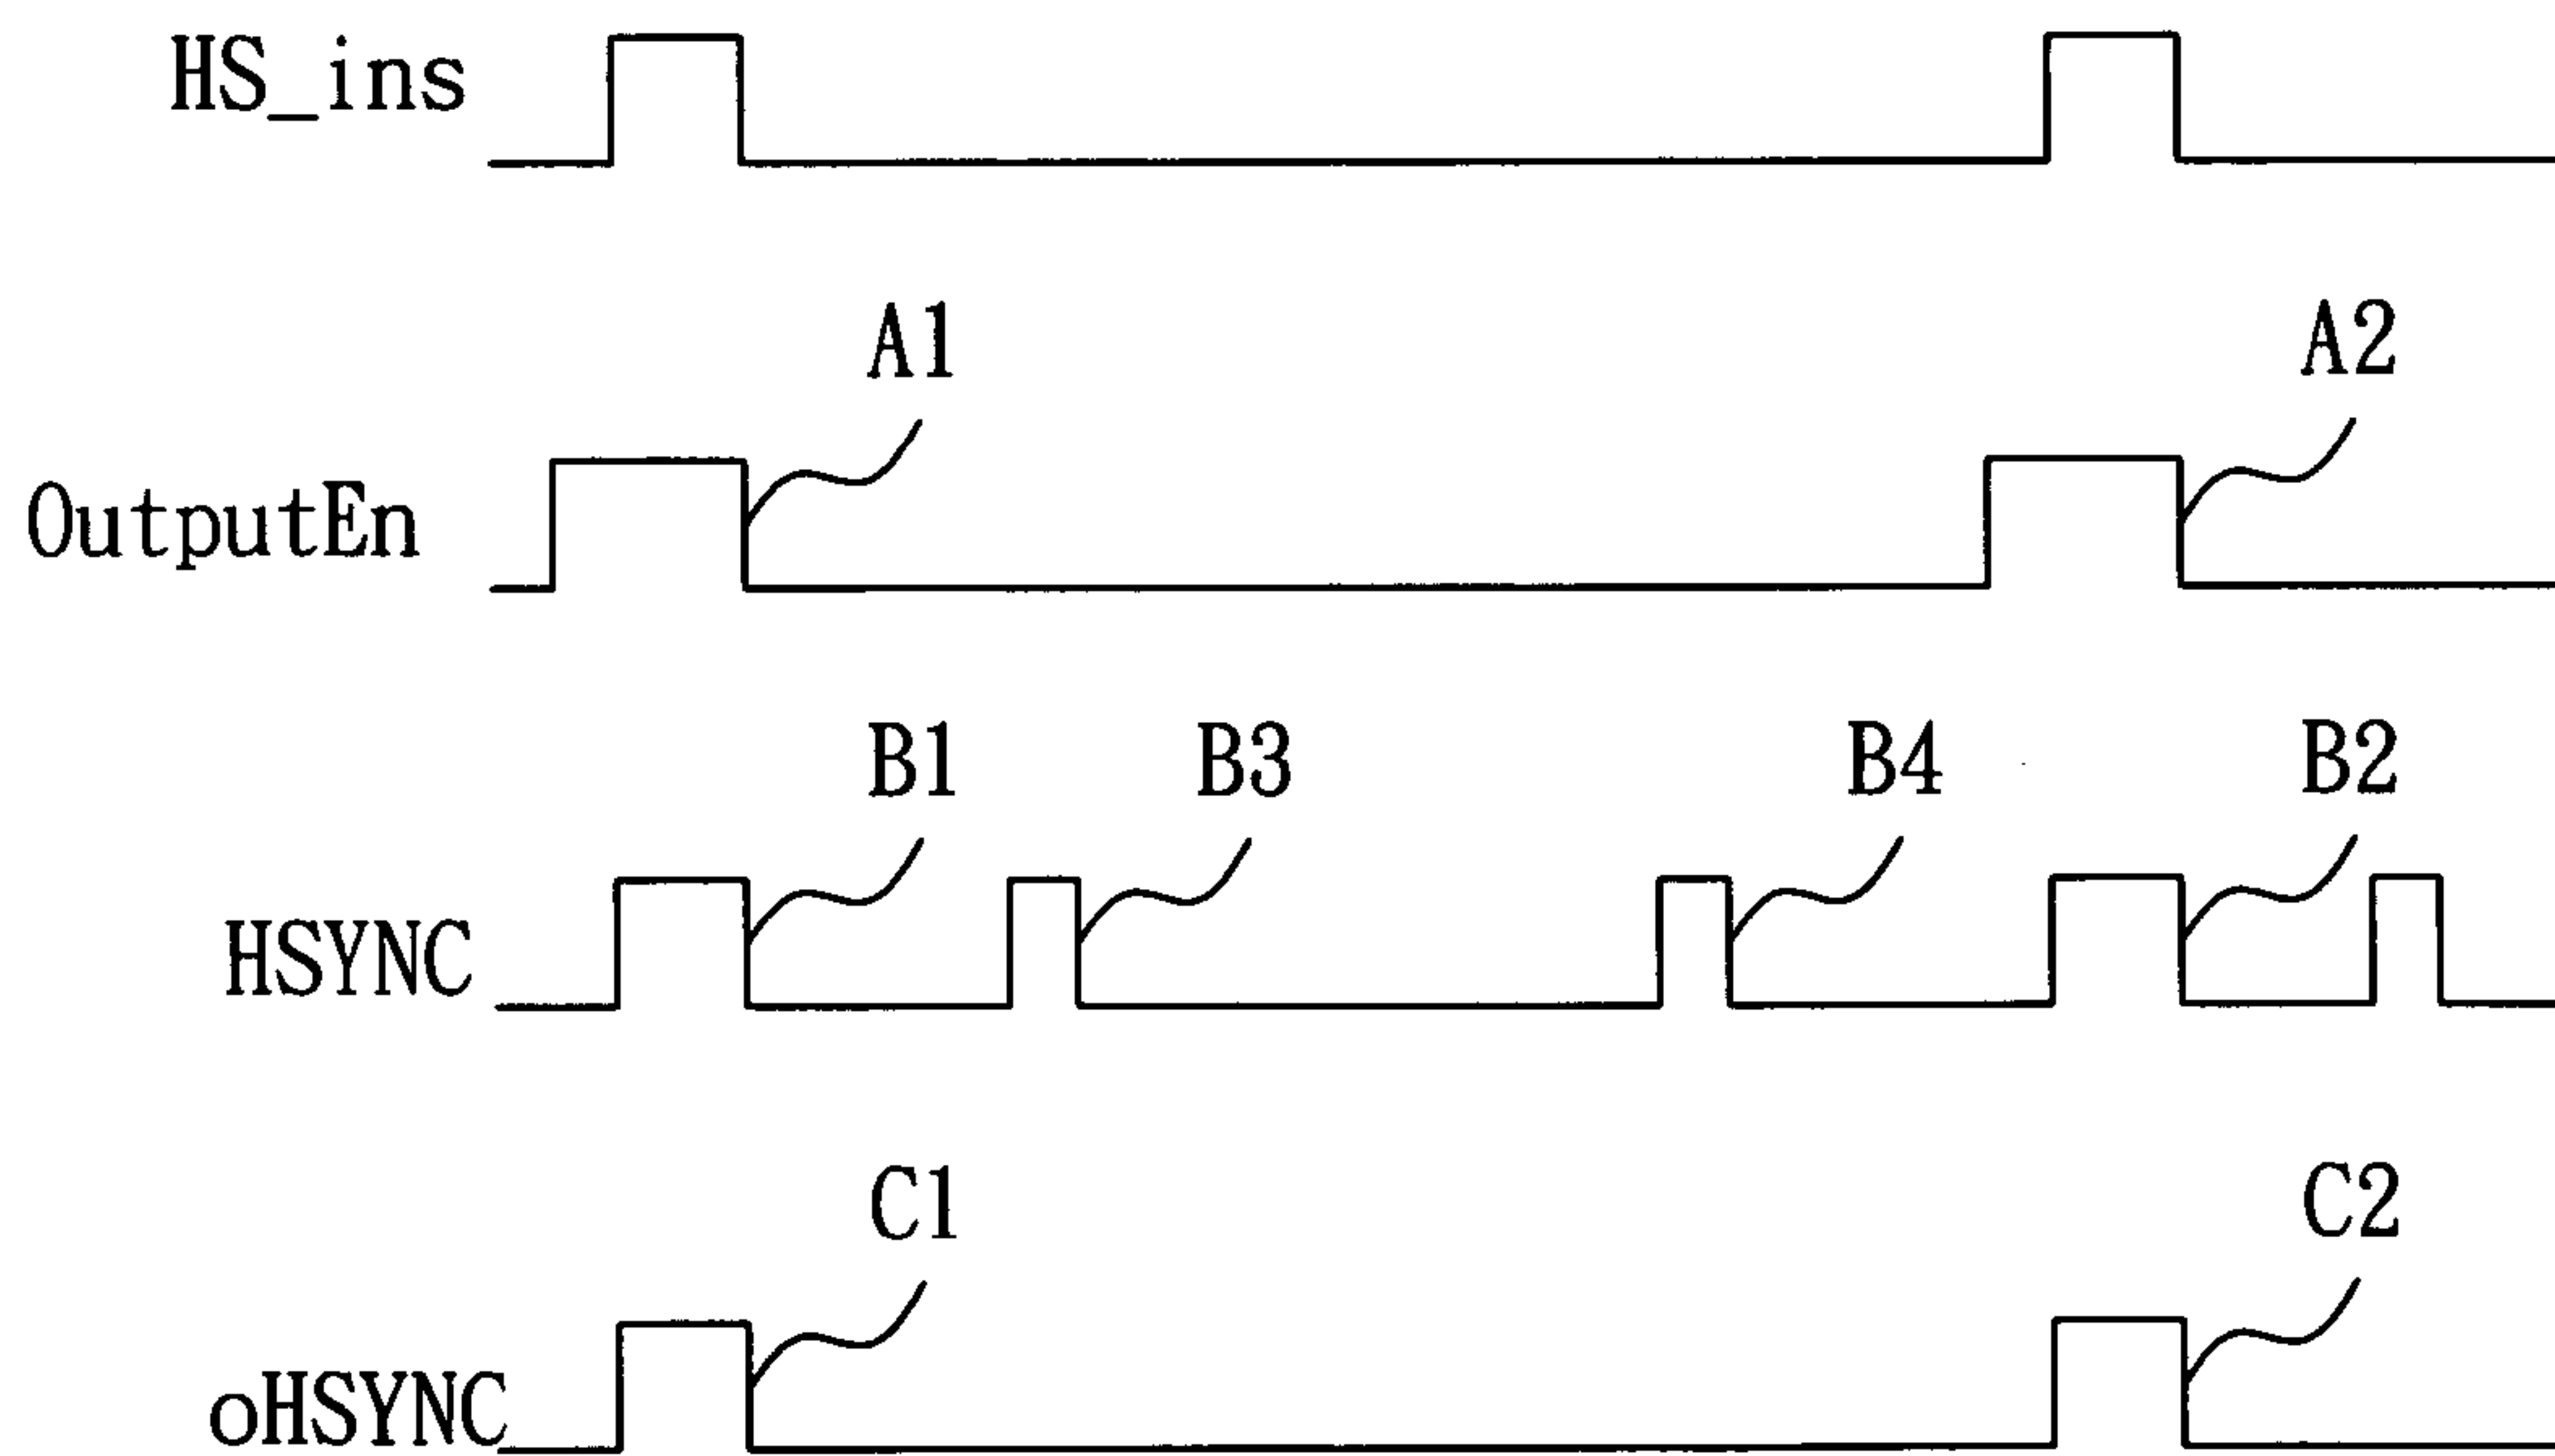 HS_ins
A1 A2
OutputEn
B1 B3 B4 B2
HSYNC
C1 C2
oHSYNC